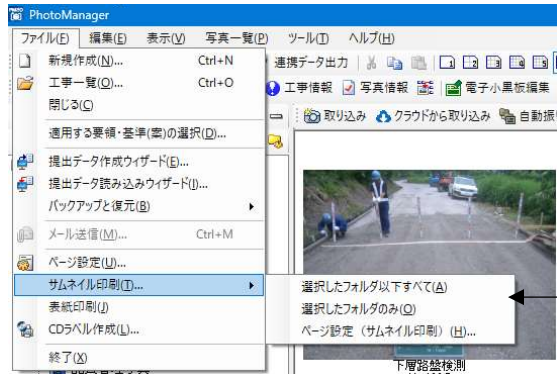 PhotoManager
ファイル(F) 編集(E) 表示(V) 写真一覧(P) ツール(T) ヘルプ(H)
新規作成(N)... Ctrl+N
連携データ出力
工事一覧(O)... Ctrl+O
工事情報 写真情報 電子小黒板編集
閉じる(C)
取り込み クラウドから取り込み 自動振
適用する要領・基準(案)の選択(D)...
提出データ作成ウィザード(E)...
提出データ読み込みウィザード(I)...
バックアップと復元(B)
メール送信(M)... Ctrl+M
ページ設定(U)...
サムネイル印刷(T)...
選択したフォルダ以下すべて(A)
表紙印刷(J)
選択したフォルダのみ(O)
CDラベル作成(L)...
ページ設定（サムネイル印刷）(H)...
終了(X)
下層路盤検測